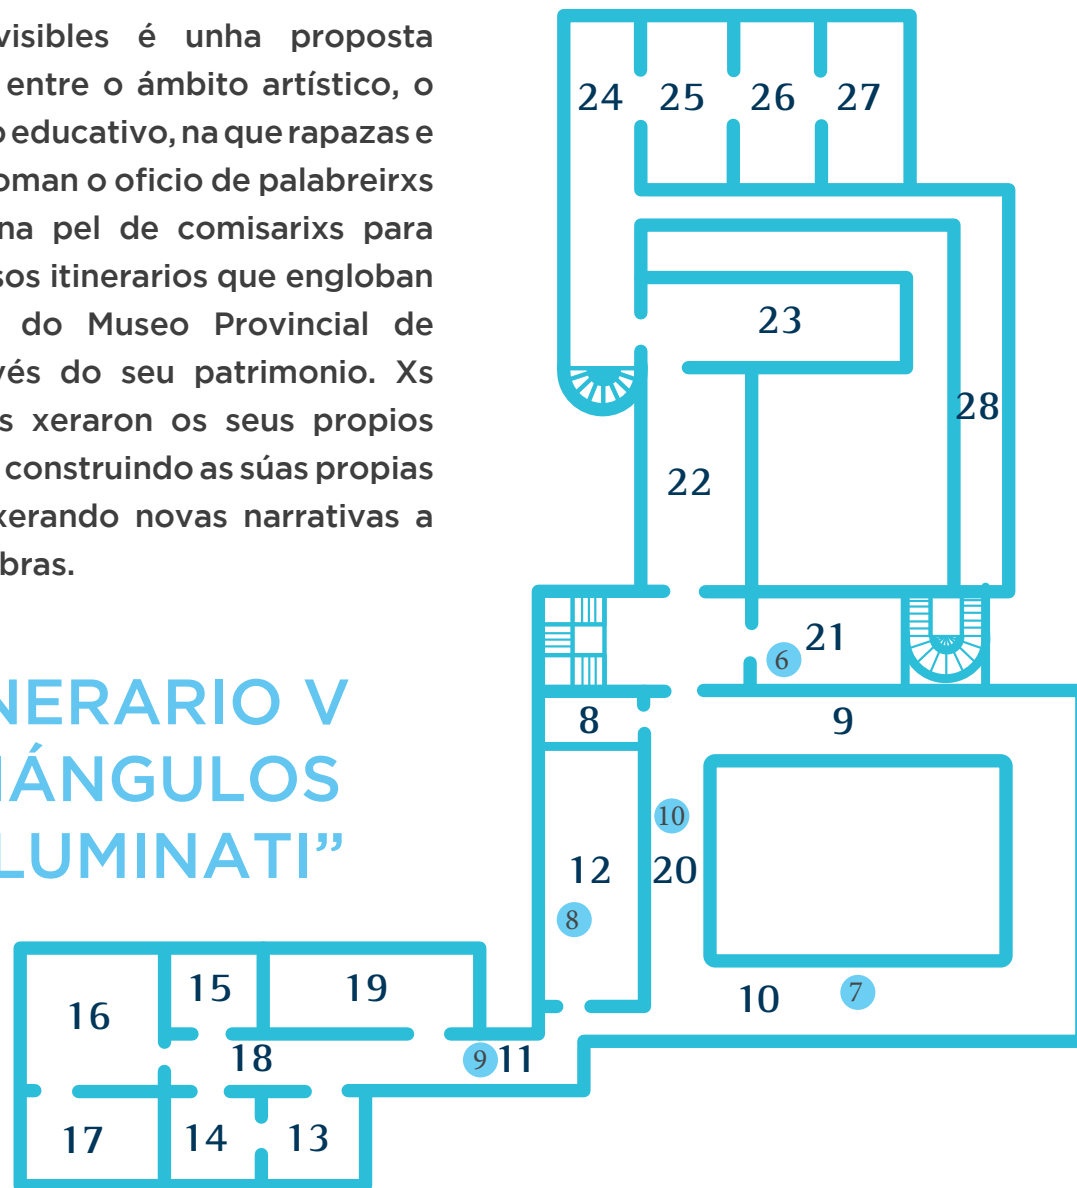 visibles é unha proposta
entre o ámbito artístico, o
educativo, na que rapazas e
oman o oficio de palabreirxs
na pel de comisarixs para
sos itinerarios que engloban
do Museo Provincial de
vés do seu patrimonio. Xs
s xeraron os seus propios
construindo as súas propias
xerando novas narrativas a
bras.
NERARIO V
IÁNGULOS
LUMINATI”
24 25 26 27
23
28
22
21
6
8
9
10
12
20
8
10
7
16
15
19
18
9
11
17
14
13